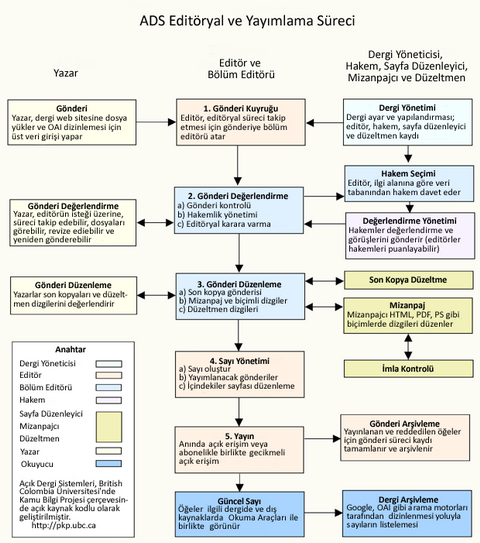 ADS Editöryal ve Yayımlama Süreci
Yazar
Editör ve
Bölüm Editörü
Dergi Yöneticisi,
Hakem, Sayfa Düzenleyici,
Mizanpajcı ve Düzeltmen
Gönderi
Yazar, dergi web sitesine dosya
yükler ve OAI dizinlemesi için
üst veri girişi yapar
1. Gönderi Kuyruğu
Editör, editöryal süreci takip
etmesi için gönderiye bölüm
editörü atar
Dergi Yönetimi
Dergi ayar ve yapılandırması;
editör, hakem, sayfa düzenleyici
ve düzeltmen kaydı
Hakem Seçimi
Editör, ilgi alanına göre veri
tabanından hakem davet eder
Gönderi Değerlendirme
Yazar, editörün isteği üzerine,
süreci takip edebilir, dosyaları
görebilir, revize ediebilir ve
yeniden gönderebilir
2. Gönderi Değerlendirme
a) Gönderi kontrolü
b) Hakemlik yönetimi
c) Editöryal karara varma
Değerlendirme Yönetimi
Hakemler değerlendirme ve
görüşlerini gönderir (editörler
hakemleri puanlayabilir)
Gönderi Düzenleme
Yazarlar son kopyaları ve düzelt-
men dizgilerini değerlendirir
3. Gönderi Düzenleme
a) Son kopya gönderisi
b) Mizanpaj ve biçimli dizgiler
c) Düzeltmen dizgileri
Son Kopya Düzeltme
Mizanpaj
Mizanpajcı HTML, PDF, PS gibi
biçimlerde dizgileri düzenler
İmla Kontrolü
4. Sayı Yönetimi
a) Sayı oluştur
b) Yayımlanacak gönderiler
c) İçindekiler sayfası düzenleme
5. Yayın
Anında açık erişim veya
abonelikle birlikte gecikmeli
açık erişim
Gönderi Arşivleme
Yayınlanan ve reddedilen öğeler
için gönderi süreci kaydı
tamamlanır ve arşivlenir
Güncel Sayı
Öğeler ilgili dergide ve dış
kaynaklarda Okuma Araçları ile
birlikte görünür
Dergi Arşivleme
Google, OAI gibi arama motorları
tarafından dizinlenmesi yoluyla
sayıların listelemesi
Anahtar
Dergi Yöneticisi
Editör
Bölüm Editörü
Hakem
Sayfa Düzenleyici
Mizanpajcı
Düzeltmen
Yazar
Okuyucu
Açık Dergi Sistemleri, British
Colombia Üniversitesi'nde
Kamu Bilgi Projesi çerçevesin-
de açık kaynak kodlu olarak
geliştirilmiştir.
http://pkp.ubc.ca